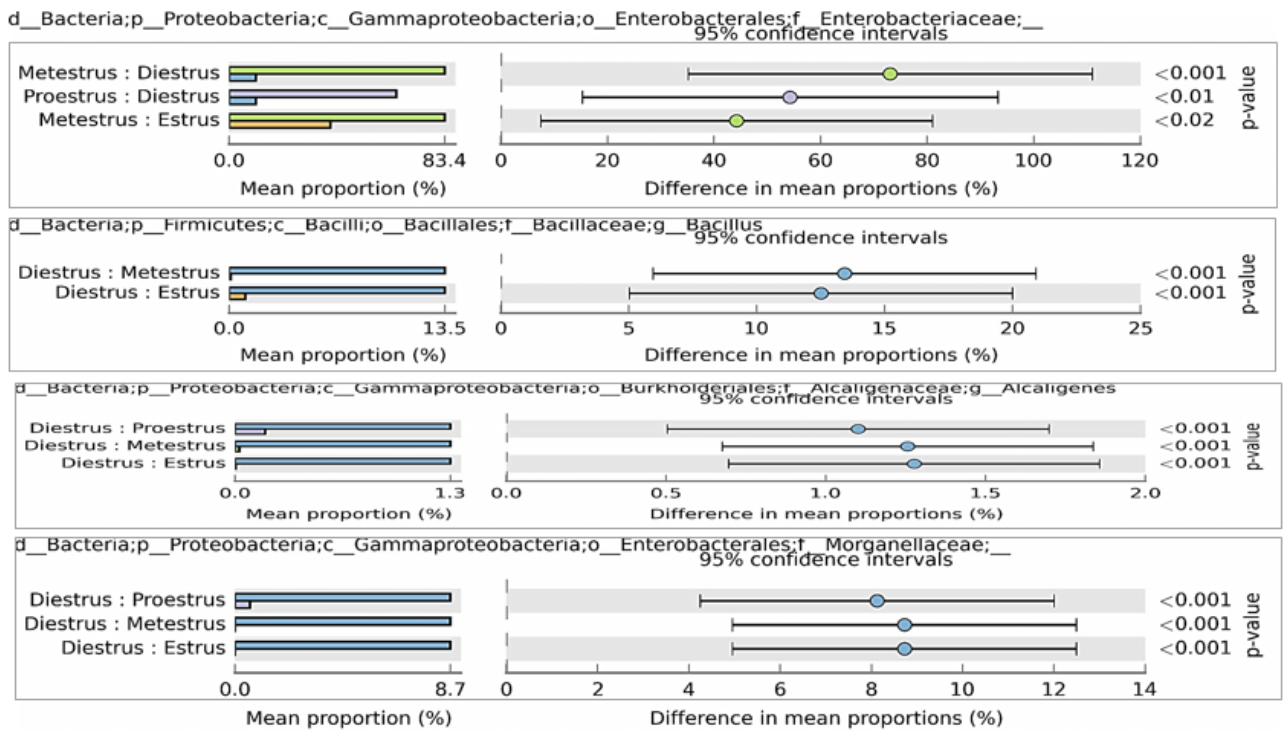 d__Bacteria;p__Proteobacteria;c__Gammaproteobacteria;o__Enterobacterales;f__Enterobacteriaceae;__
95% confidence intervals
Metestrus : Diestrus
<0.001
Proestrus : Diestrus
<0.01
Metestrus : Estrus
<0.02
p-value
0.0 83.4
0 20 40 60 80 100 120
Mean proportion (%)
Difference in mean proportions (%)
d__Bacteria;p__Firmicutes;c__Bacilli;o__Bacillales;f__Bacillaceae;g__Bacillus
95% confidence intervals
Diestrus : Metestrus
<0.001
Diestrus : Estrus
<0.001
p-value
0.0 13.5
0 5 10 15 20 25
Mean proportion (%)
Difference in mean proportions (%)
d__Bacteria;p__Proteobacteria;c__Gammaproteobacteria;o__Burkholderiales;f__Alcaligenaceae;g__Alcaligenes
95% confidence intervals
Diestrus : Proestrus
<0.001
Diestrus : Metestrus
<0.001
Diestrus : Estrus
<0.001
p-value
0.0 1.3
0.0 0.5 1.0 1.5 2.0
Mean proportion (%)
Difference in mean proportions (%)
d__Bacteria;p__Proteobacteria;c__Gammaproteobacteria;o__Enterobacterales;f__Morganellaceae;__
95% confidence intervals
Diestrus : Proestrus
<0.001
Diestrus : Metestrus
<0.001
Diestrus : Estrus
<0.001
p-value
0.0 8.7
0 2 4 6 8 10 12 14
Mean proportion (%)
Difference in mean proportions (%)